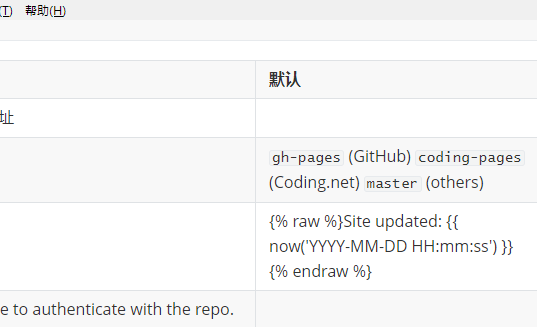 (T) 帮助(H)
默认
址
gh-pages (GitHub) coding-pages
(Coding.net) master (others)
{% raw %}Site updated: {{
now('YYYY-MM-DD HH:mm:ss') }}
{% endraw %}
e to authenticate with the repo.